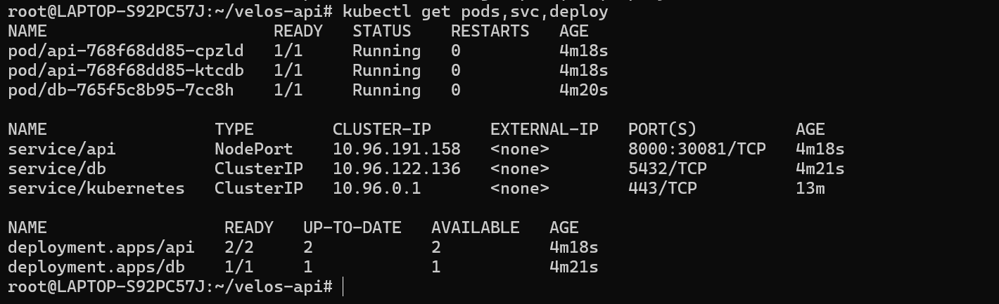 root@LAPTOP-S92PC57J:~/velos-api# kubectl get pods,svc,deploy
NAME                       READY   STATUS    RESTARTS   AGE
pod/api-768f68dd85-cpzld   1/1     Running   0          4m18s
pod/api-768f68dd85-ktcdb   1/1     Running   0          4m18s
pod/db-765f5c8b95-7cc8h    1/1     Running   0          4m20s

NAME                 TYPE        CLUSTER-IP      EXTERNAL-IP   PORT(S)          AGE
service/api          NodePort    10.96.191.158   <none>        8000:30081/TCP   4m18s
service/db           ClusterIP   10.96.122.136   <none>        5432/TCP         4m21s
service/kubernetes   ClusterIP   10.96.0.1       <none>        443/TCP          13m

NAME                  READY   UP-TO-DATE   AVAILABLE   AGE
deployment.apps/api   2/2     2            2           4m18s
deployment.apps/db    1/1     1            1           4m21s
root@LAPTOP-S92PC57J:~/velos-api#